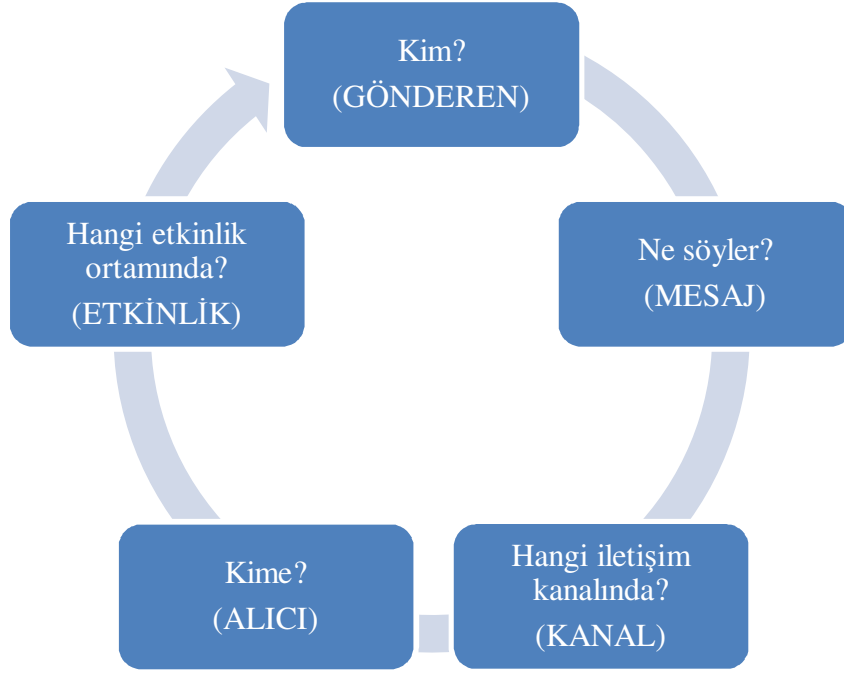 Kim?
(GÖNDEREN)
Ne söyler?
(MESAJ)
Hangi iletişim
kanalında?
(KANAL)
Kime?
(ALICI)
Hangi etkinlik
ortamında?
(ETKİNLİK)